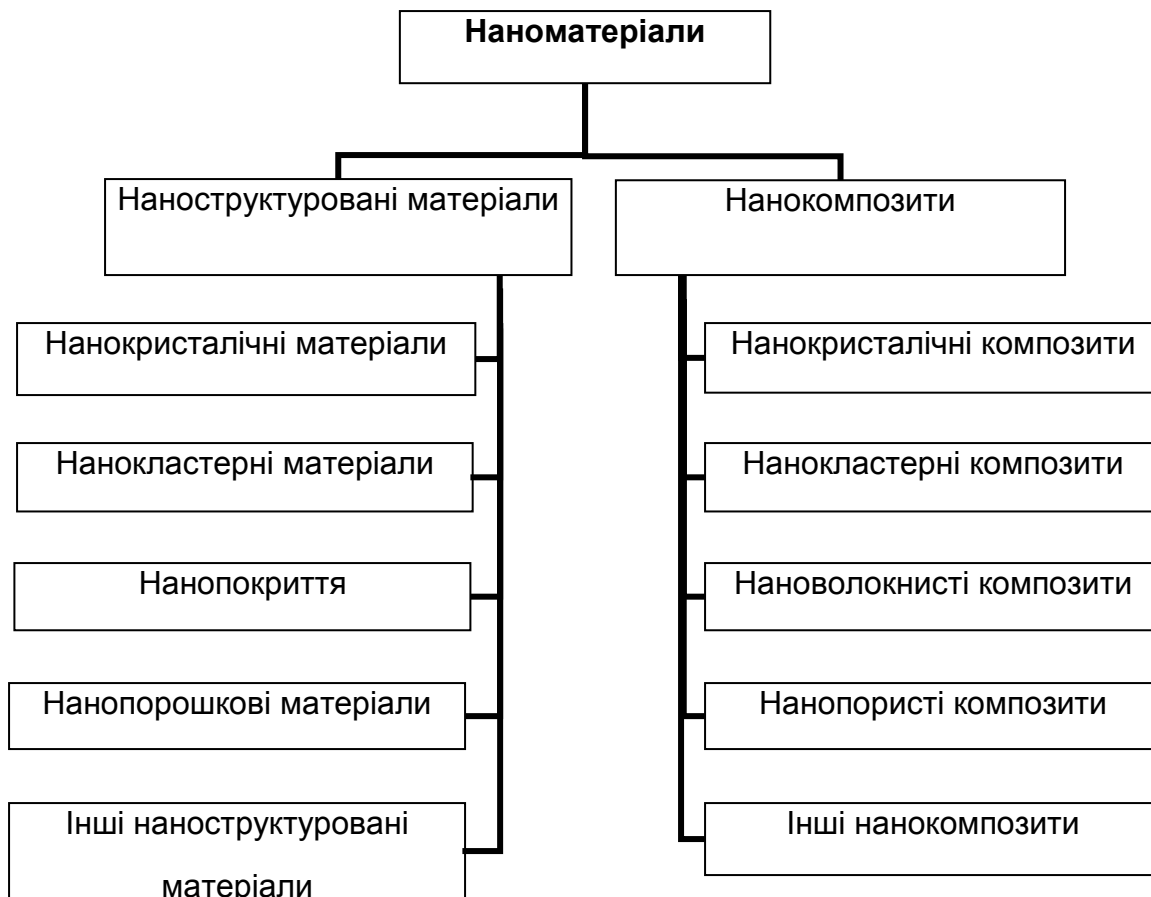 Наноматеріали
Наноструктуровані матеріали
Нанокомпозити
Нанокристалічні матеріали
Нанокристалічні композити
Нанокластерні матеріали
Нанокластерні композити
Нанопокриття
Нановолокнисті композити
Нанопорошкові матеріали
Нанопористі композити
Інші наноструктуровані
матеріали
Інші нанокомпозити